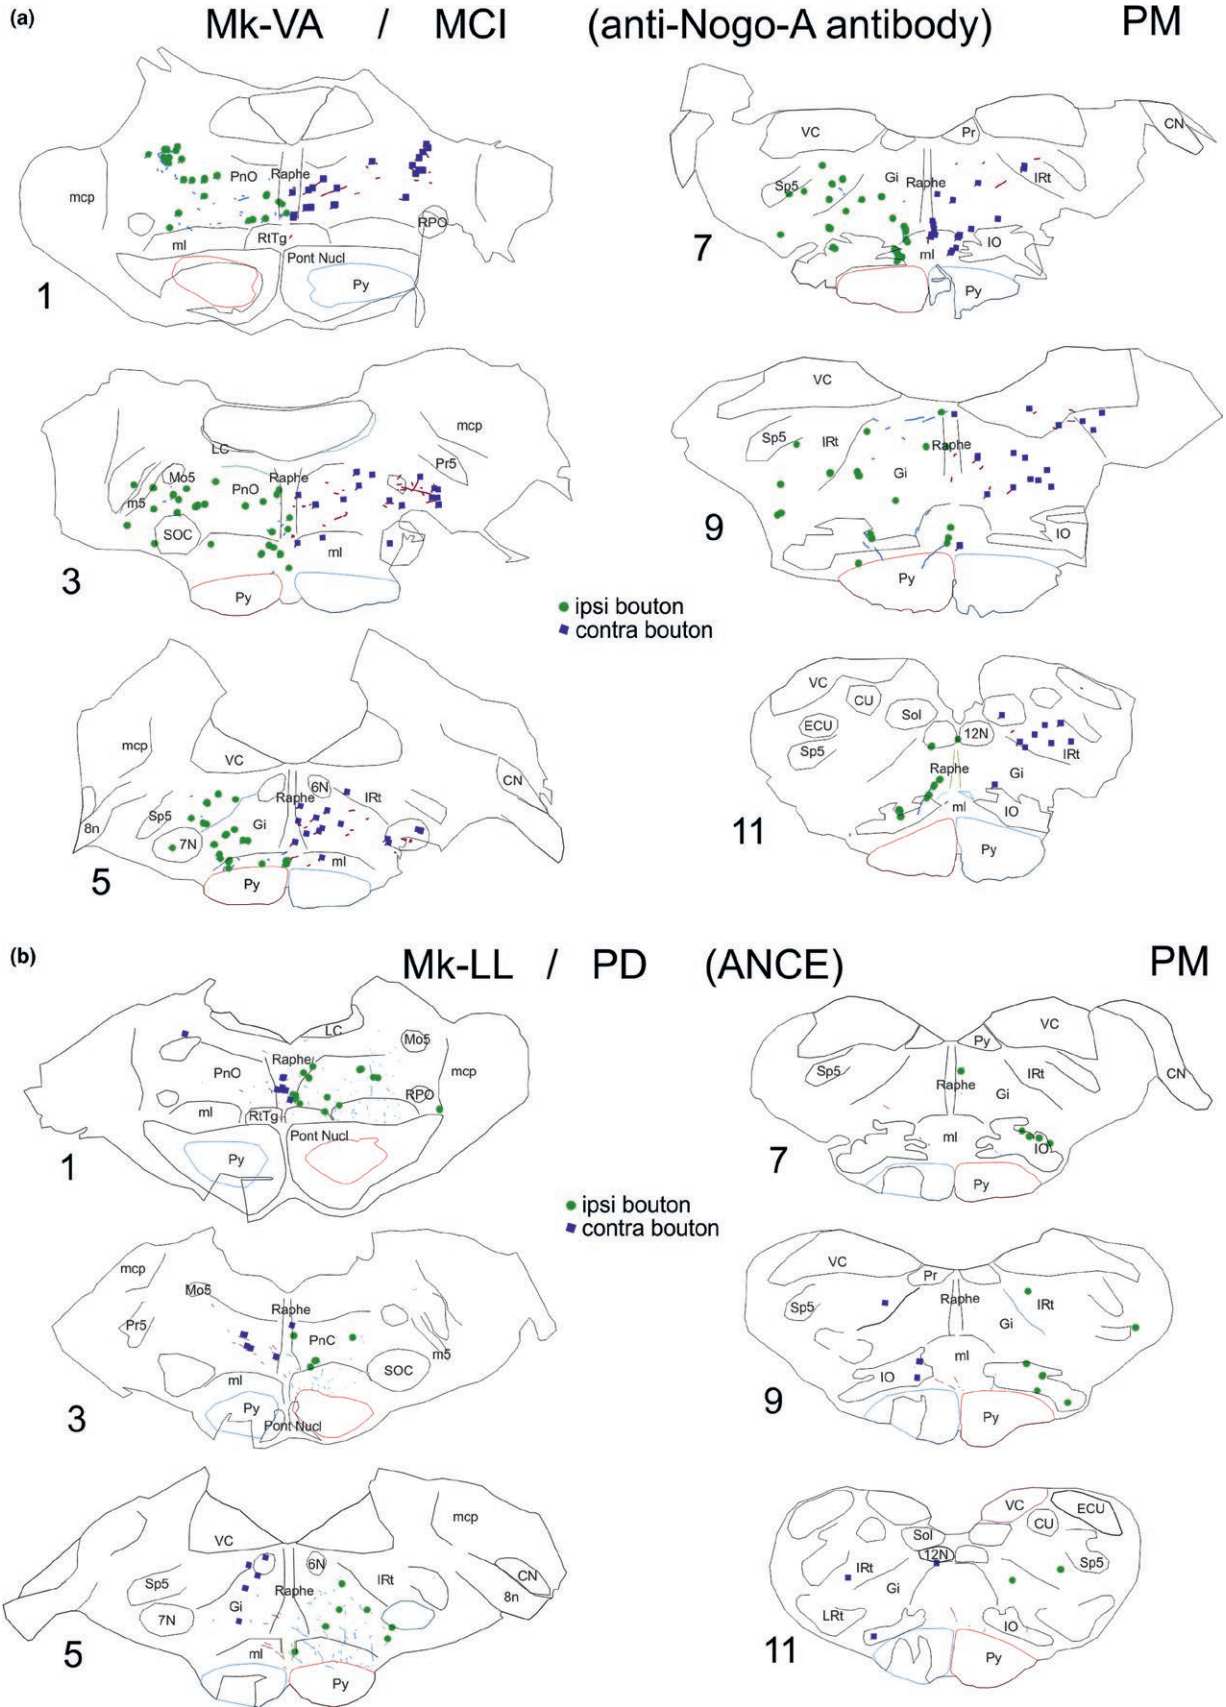 (a) Mk-VA / MCI (anti-Nogo-A antibody) PM
mcp PnO Raphe
RPO
ml RtTg
Pont Nucl
Py
1
VC Pr CN
Sp5 Gi Raphe IRt
IO
ml
Py
7
LC mcp
Mo5 PnO Raphe Pr5
m5
SOC ml
Py
3
VC
Sp5 IRt Raphe
Gi
IO
Py
9
ipsi bouton
contra bouton
mcp VC CN
6N
Raphe IRt
Sp5
8n 7N Gi
ml
Py
5
VC CU
Sol
ECU 12N
Sp5 IRt
Raphe Gi
ml IO
Py
11
(b) Mk-LL / PD (ANCE) PM
LC Mo5
Raphe
PnO mcp
RPO
ml RtTg
Pont Nucl
Py
1
Py VC
Sp5 IRt CN
Raphe Gi
ml
IO
Py
7
ipsi bouton
contra bouton
mcp
Mo5
Raphe
Pr5 PnC
m5
ml SOC
Py
Pont Nucl
3
VC Pr
Raphe IRt
Sp5
Gi
ml
IO
Py
9
mcp
VC
6N
Sp5 Raphe IRt CN
8n
Gi
7N
ml
Py
5
VC ECU
Sol CU
12N
IRt Sp5
Gi
LRt IO
Py
11